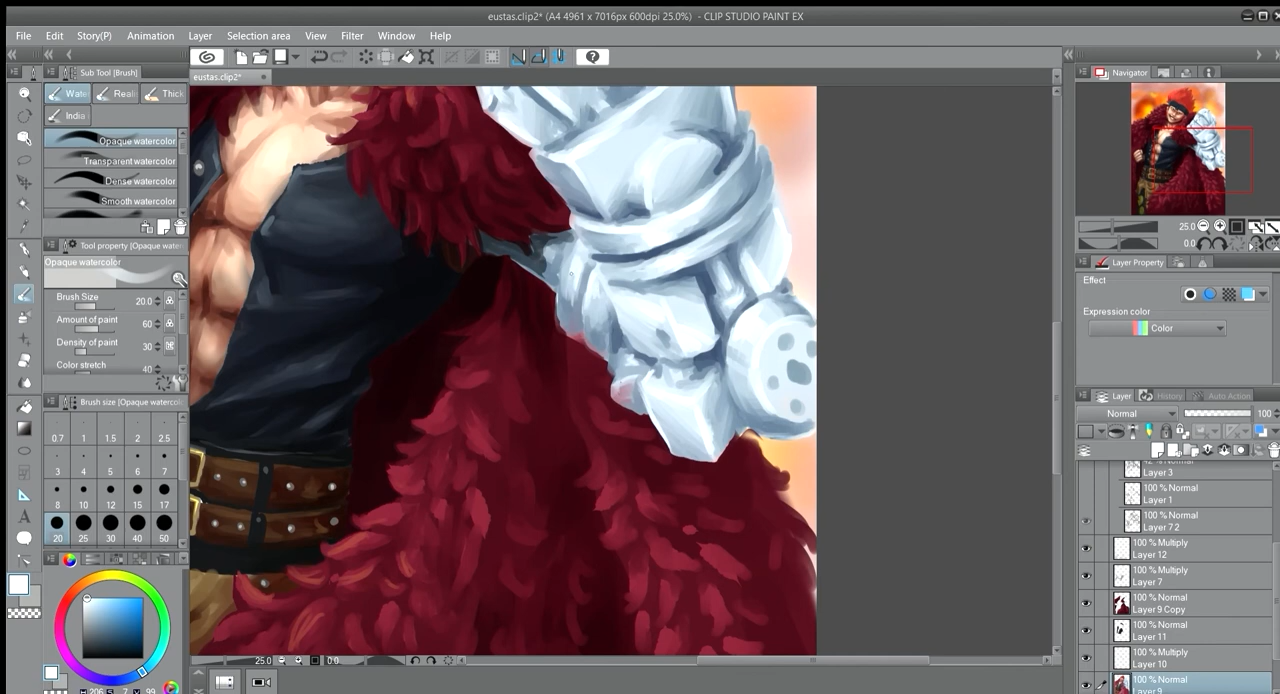 eustas.clip2* (A4 4961 x 7016px 600dpi 25.0%) - CLIP STUDIO PAINT EX
File Edit Story(P) Animation Layer Selection area View Filter Window Help
Sub Tool [Brush]
eustas.clip2*
Navigator
Wate Reali Thick
India
Opaque watercolor
Transparent watercolor
Dense watercolor
Smooth watercolor
25.0
0.0
Tool property [Opaque water
Opaque watercolor
Brush Size 20.0
Amount of paint 60
Density of paint 30
Color stretch 40
Layer Property
Effect
Expression color
Color
Brush size [Opaque watercolo
0.7 1 1.5 2 2.5
3 4 5 6 7
8 10 12 15 17
20 25 30 40 50
Layer History Auto Action
Normal 100
Layer 3
100 % Normal
Layer 1
100 % Normal
Layer 7 2
100 % Multiply
Layer 12
100 % Multiply
Layer 7
100 % Normal
Layer 9 Copy
100 % Normal
Layer 11
100 % Multiply
Layer 10
100 % Normal
Layer 9
25.0 0.0
H 206 S 7 V 99